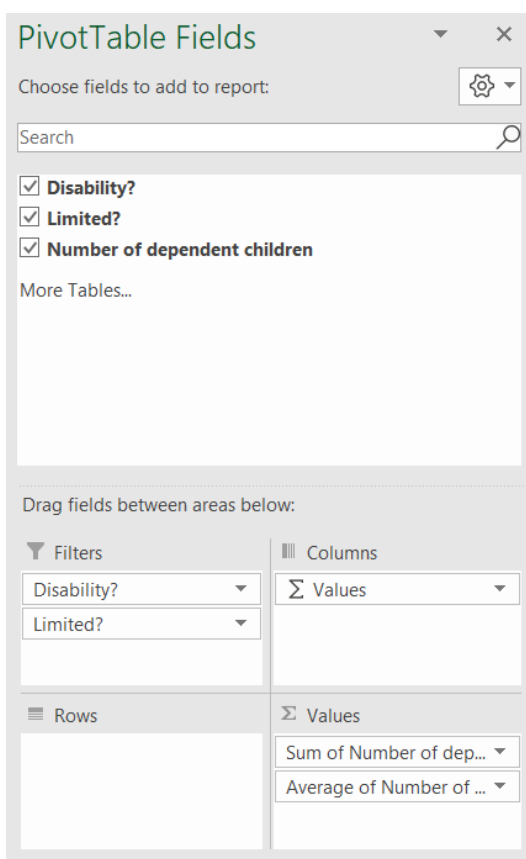 PivotTable Fields
Choose fields to add to report:
Search
Disability?
Limited?
Number of dependent children
More Tables...
Drag fields between areas below:
Filters
Columns
Disability?
Σ Values
Limited?
Rows
Σ Values
Sum of Number of dep...
Average of Number of ...